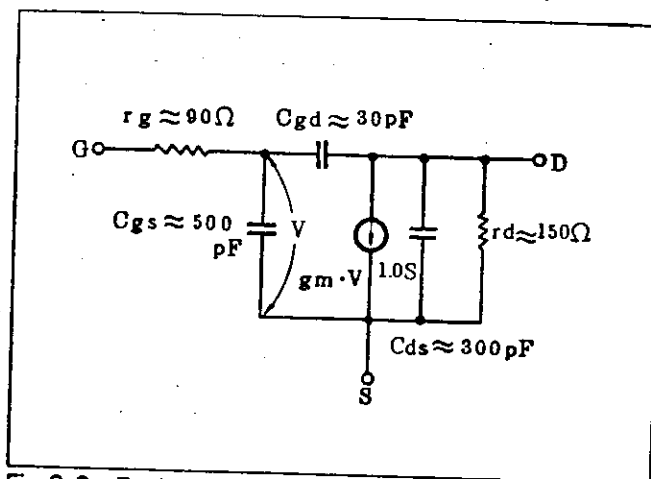 rg≈90Ω
Cgd≈30pF
G
D
Cgs≈500
pF
V
gm·V
1.0S
rd≈150Ω
Cds≈300pF
S